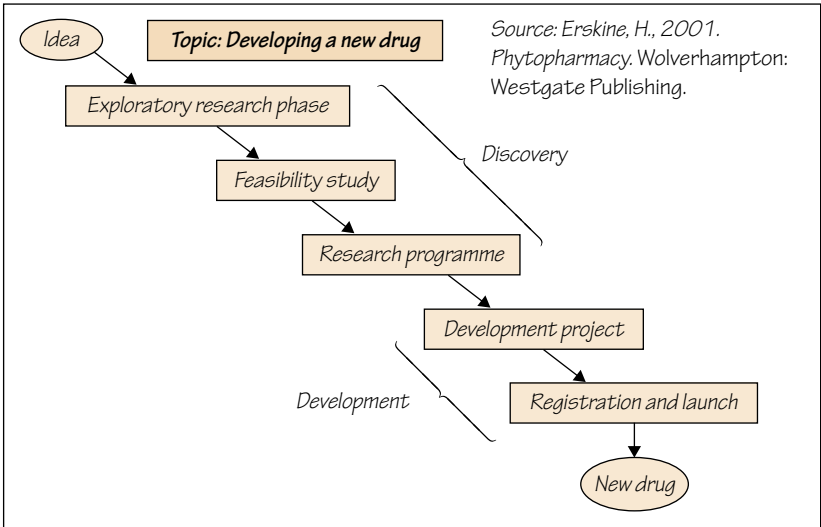 Idea
Topic: Developing a new drug
Source: Erskine, H., 2001.
Phytopharmacy. Wolverhampton:
Westgate Publishing.
Exploratory research phase
Discovery
Feasibility study
Research programme
Development project
Development
Registration and launch
New drug